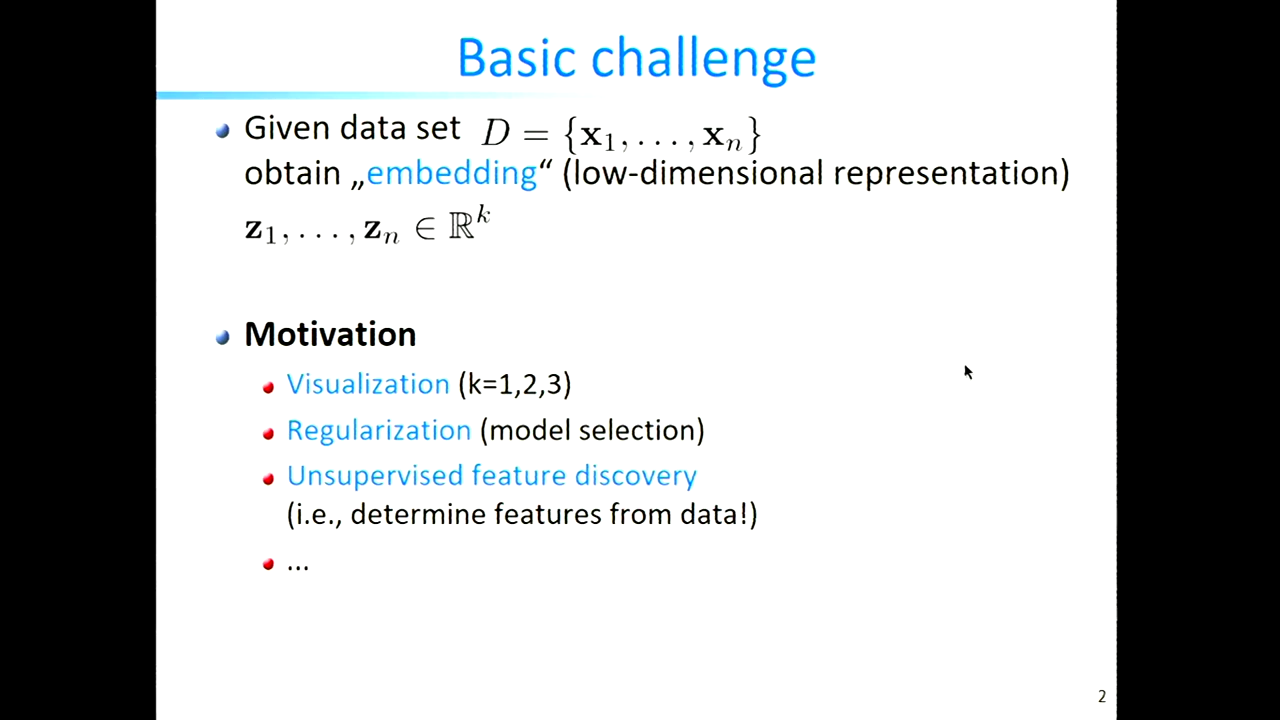 Basic challenge
Given data set D = {x₁, . . . , xₙ}
obtain „embedding“ (low-dimensional representation)
z₁, . . . , zₙ ∈ ℝᵏ
Motivation
Visualization (k=1,2,3)
Regularization (model selection)
Unsupervised feature discovery
(i.e., determine features from data!)
...
2